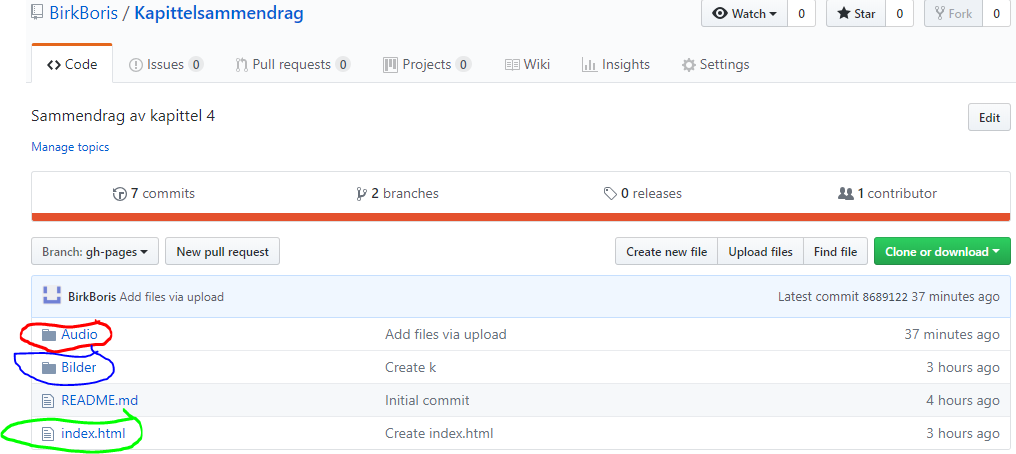 BirkBoris / Kapittelsammendrag Watch 0 Star 0 Fork 0
Code Issues 0 Pull requests 0 Projects 0 Wiki Insights Settings
Sammendrag av kapittel 4 Edit
Manage topics
7 commits 2 branches 0 releases 1 contributor
Branch: gh-pages New pull request Create new file Upload files Find file Clone or download
BirkBoris Add files via upload Latest commit 8689122 37 minutes ago
Audio Add files via upload 37 minutes ago
Bilder Create k 3 hours ago
README.md Initial commit 4 hours ago
index.html Create index.html 3 hours ago